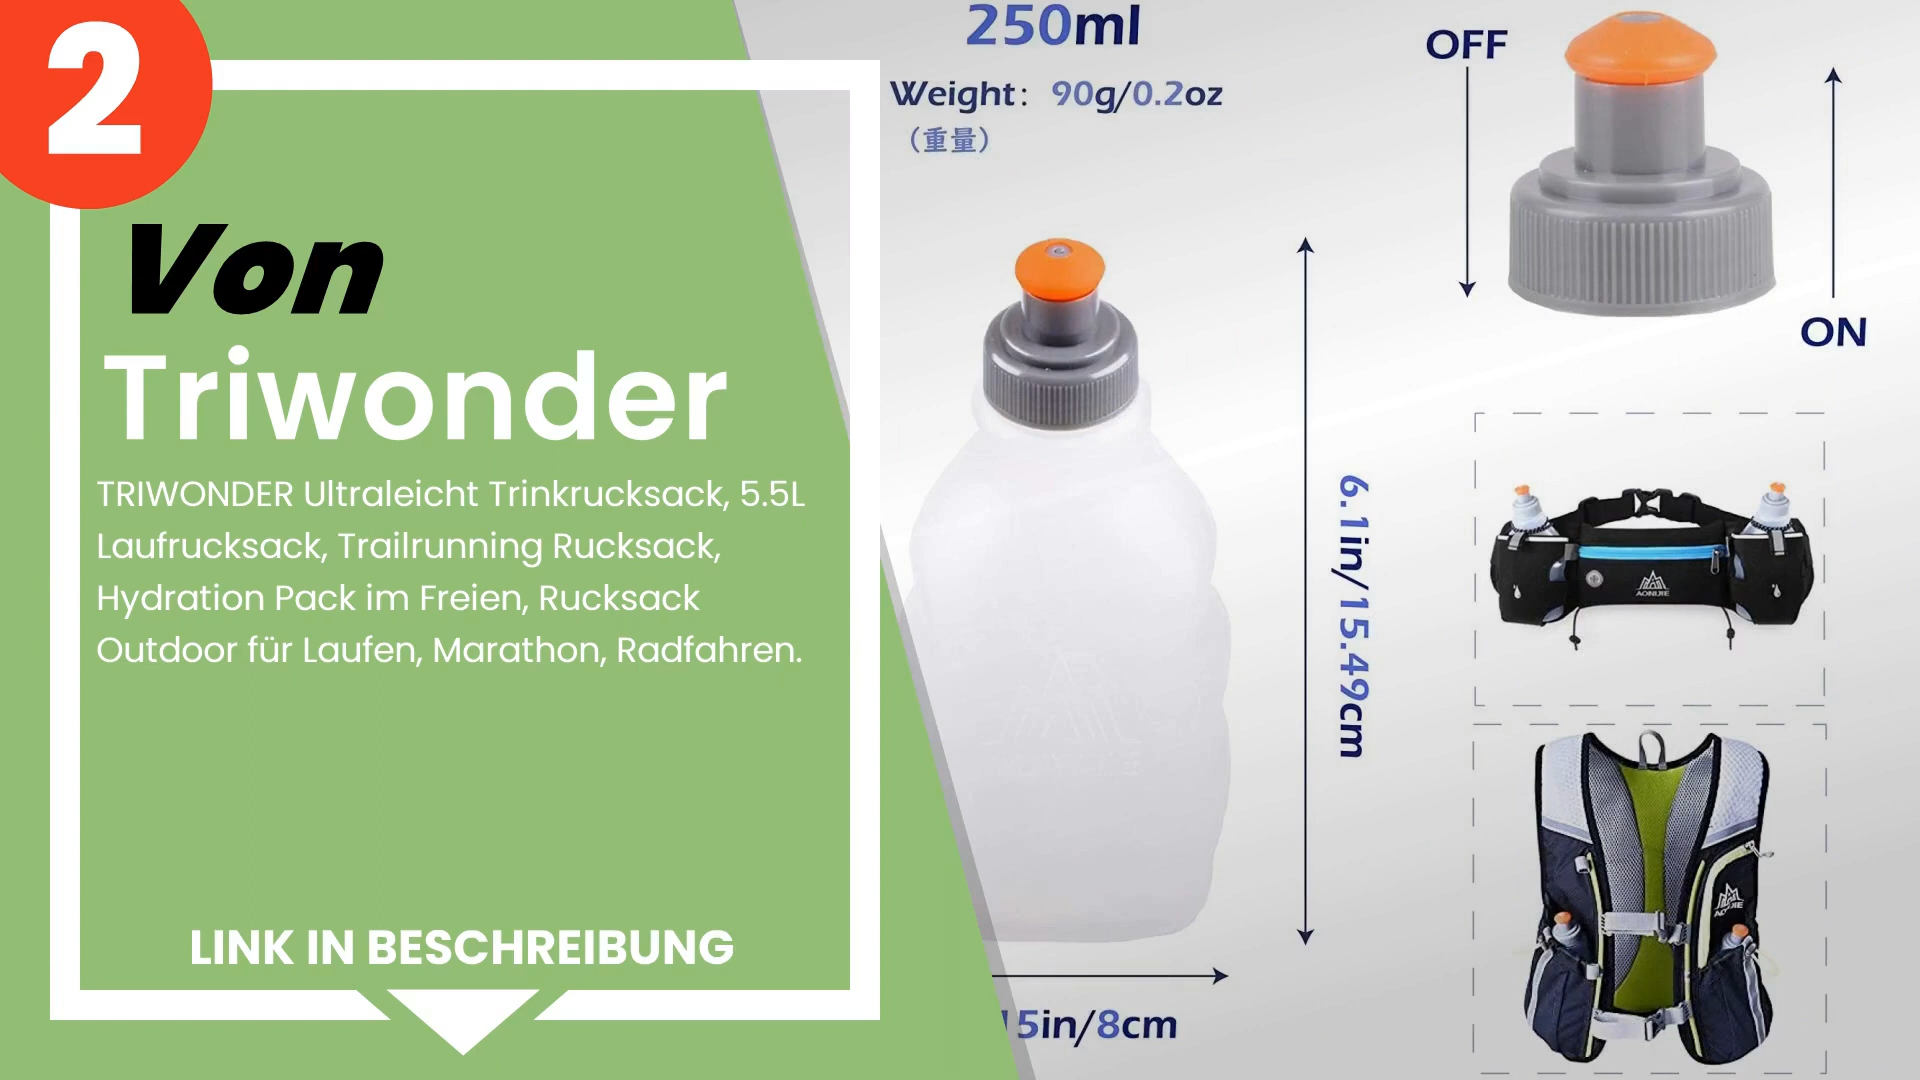 2
Von
Triwonder
TRIWONDER Ultraleicht Trinkrucksack, 5.5L
Laufrucksack, Trailrunning Rucksack,
Hydration Pack im Freien, Rucksack
Outdoor für Laufen, Marathon, Radfahren.
LINK IN BESCHREIBUNG
250ml
Weight: 90g/0.2oz
（重量）
6.1in/15.49cm
15in/8cm
OFF
ON
AONIJIE